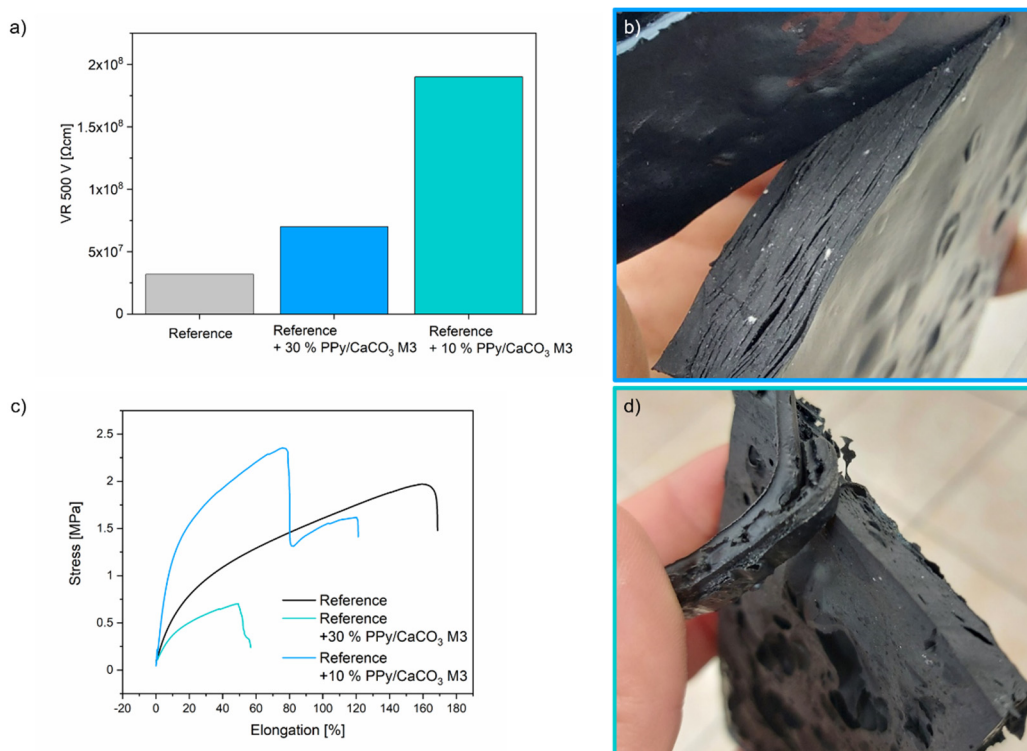 a)
VR 500 V [Ωcm]
2x10⁸
1.5x10⁸
1x10⁸
5x10⁷
0
Reference
Reference
+ 30 % PPy/CaCO₃ M3
Reference
+ 10 % PPy/CaCO₃ M3
b)
c)
Stress [MPa]
2.5
2
1.5
1
0.5
0
-20 0 20 40 60 80 100 120 140 160 180
Elongation [%]
Reference
Reference
+30 % PPy/CaCO₃ M3
Reference
+10 % PPy/CaCO₃ M3
d)